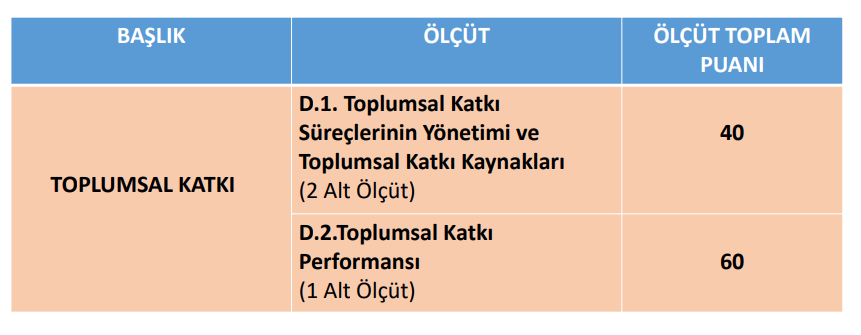 BAŞLIK
ÖLÇÜT
ÖLÇÜT TOPLAM
PUANI
TOPLUMSAL KATKI
D.1. Toplumsal Katkı
Süreçlerinin Yönetimi ve
Toplumsal Katkı Kaynakları
(2 Alt Ölçüt)
40
D.2.Toplumsal Katkı
Performansı
(1 Alt Ölçüt)
60